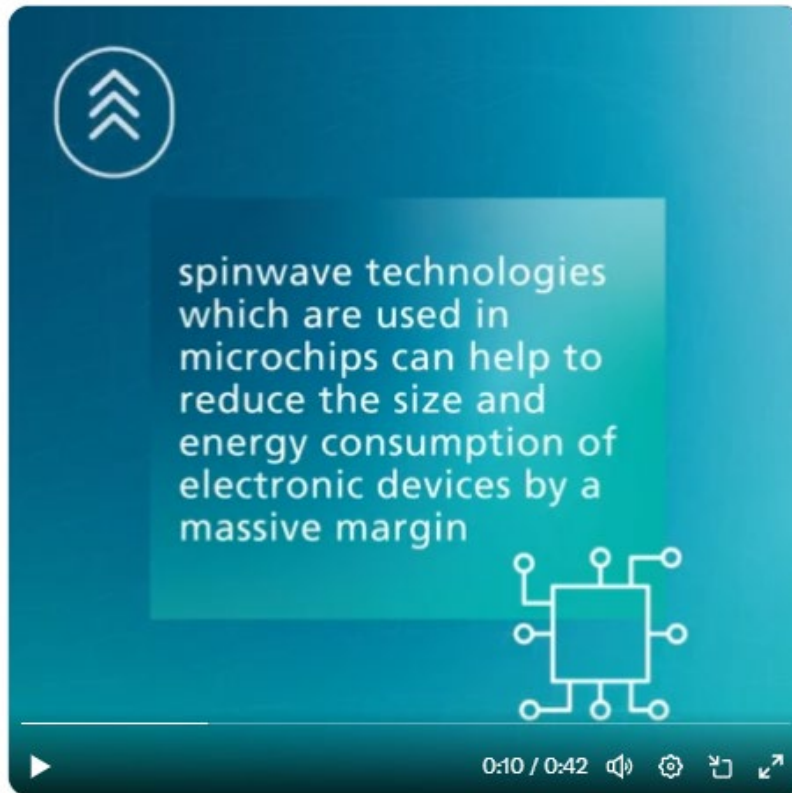 spinwave technologies
which are used in
microchips can help to
reduce the size and
energy consumption of
electronic devices by a
massive margin
0:10 / 0:42